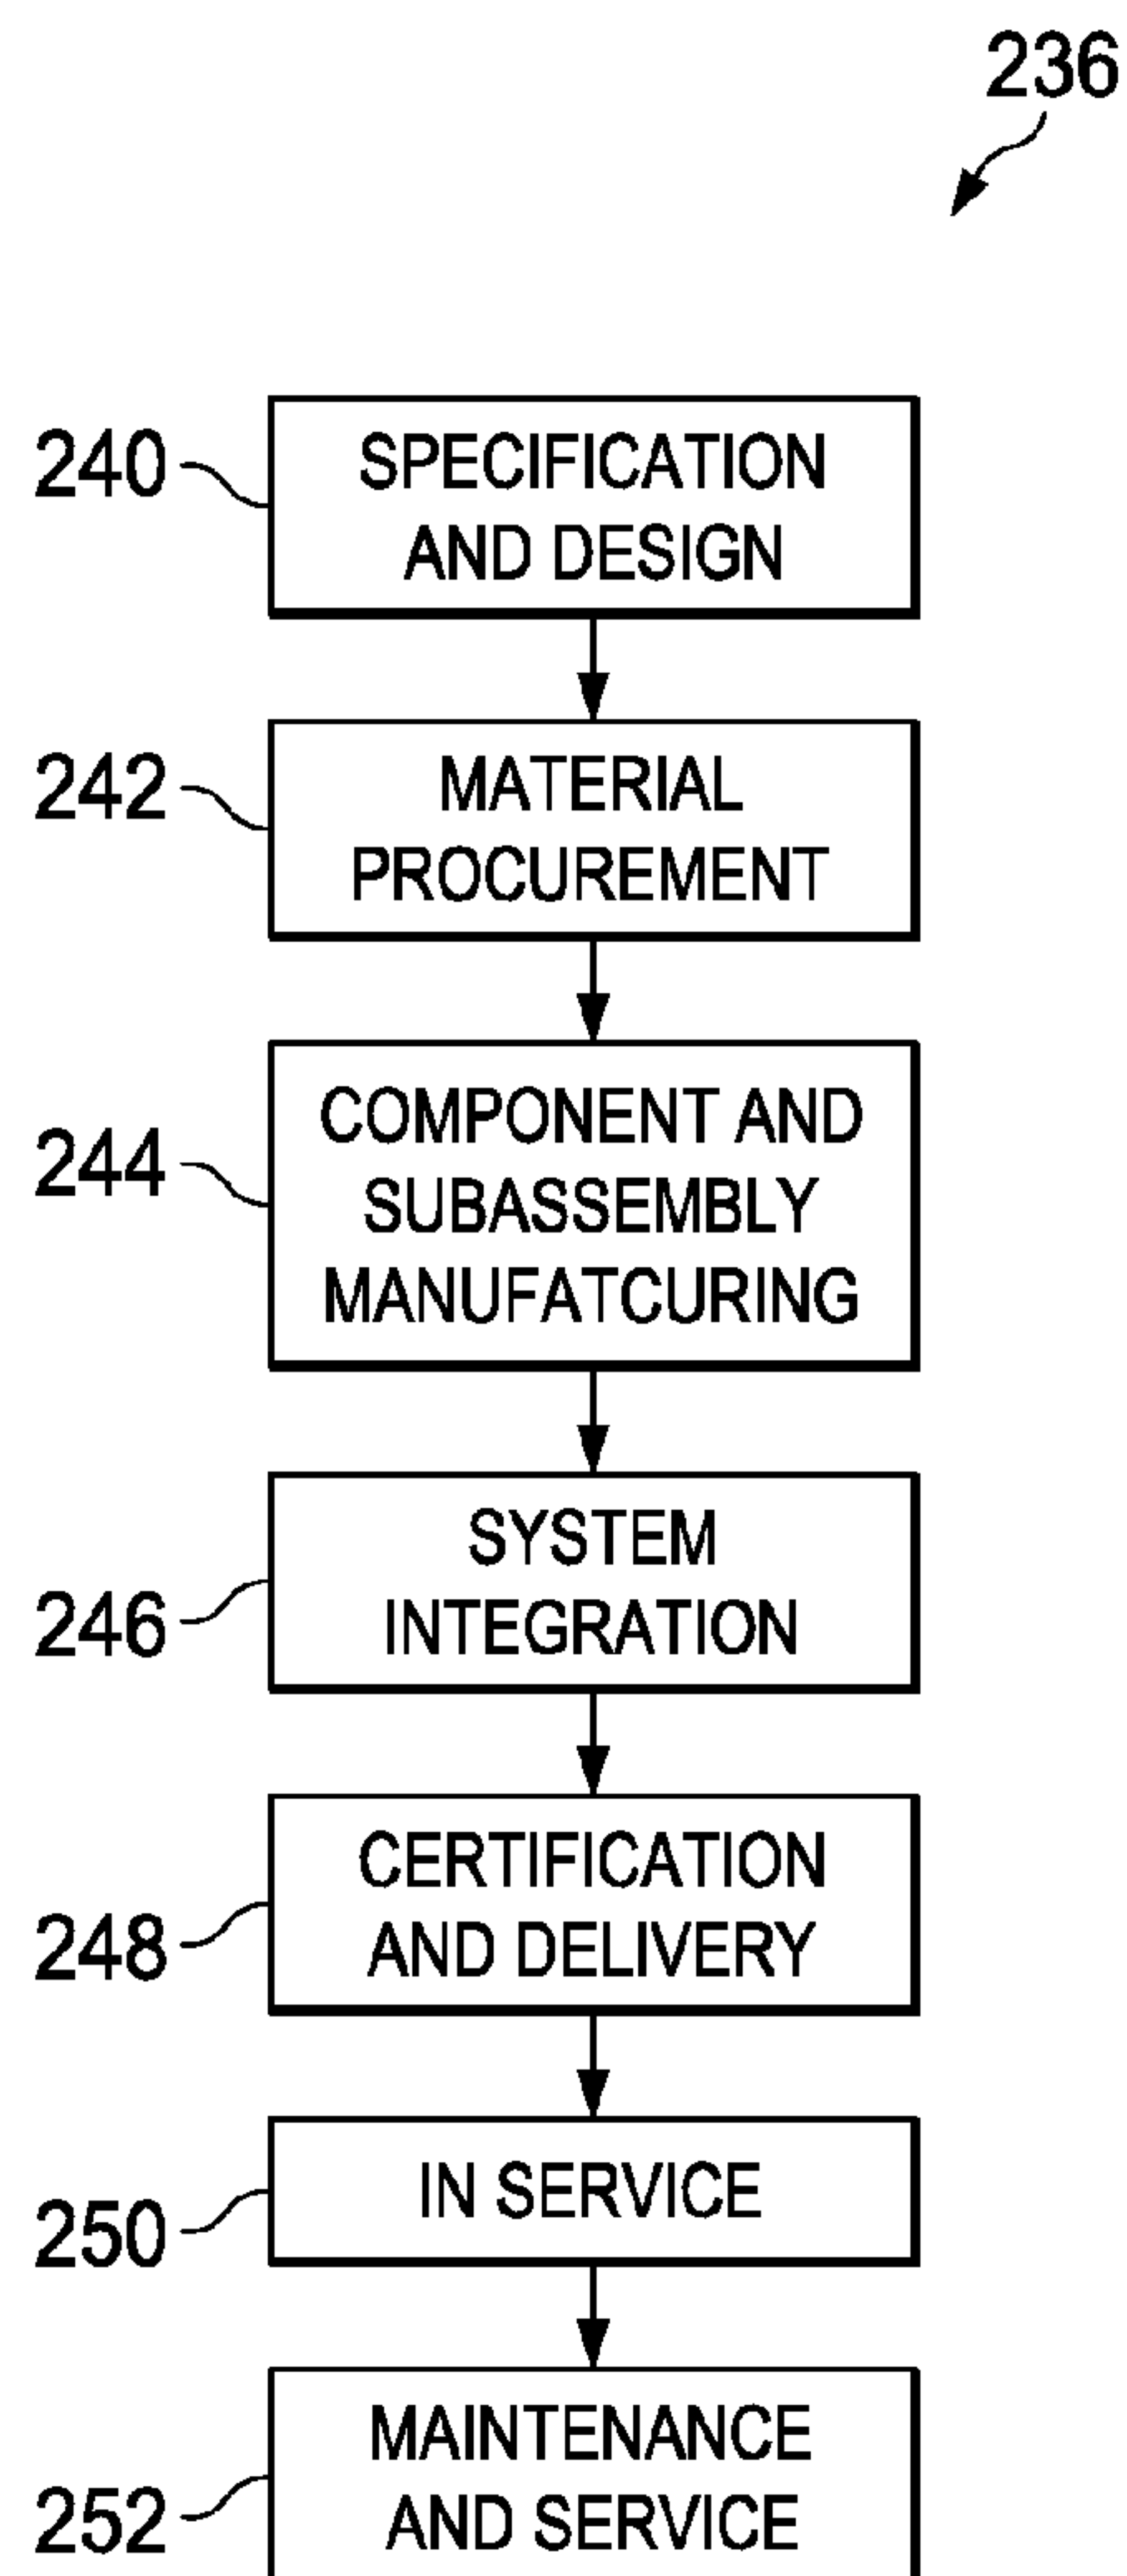 236
240
SPECIFICATION
AND DESIGN
242
MATERIAL
PROCUREMENT
244
COMPONENT AND
SUBASSEMBLY
MANUFATCURING
246
SYSTEM
INTEGRATION
248
CERTIFICATION
AND DELIVERY
250
IN SERVICE
252
MAINTENANCE
AND SERVICE